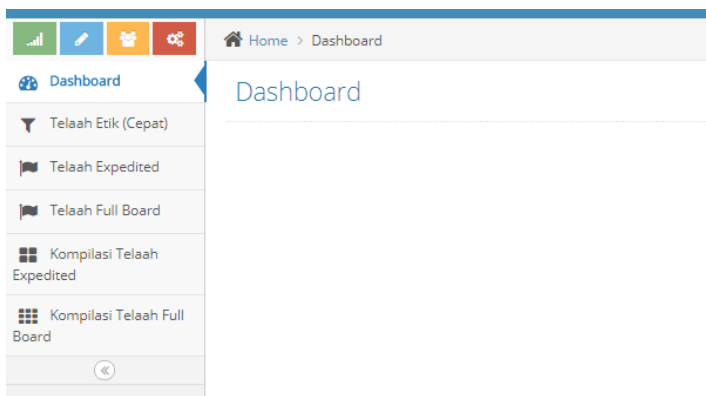 Home > Dashboard
Dashboard
Dashboard
Telaah Etik (Cepat)
Telaah Expedited
Telaah Full Board
Kompilasi Telaah
Expedited
Kompilasi Telaah Full
Board